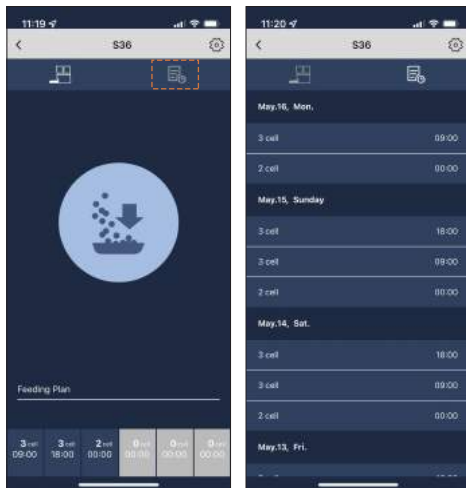 11:19
S36
Feeding Plan
3 cell 3 cell 2 cell 0 cell 0 cell 0 cell
09:00 18:00 00:00 00:00 00:00 00:00
11:20
S36
May.16, Mon.
3 cell 09:00
2 cell 00:00
May.15, Sunday
3 cell 18:00
3 cell 09:00
2 cell 00:00
May.14, Sat.
3 cell 18:00
3 cell 09:00
2 cell 00:00
May.13, Fri.